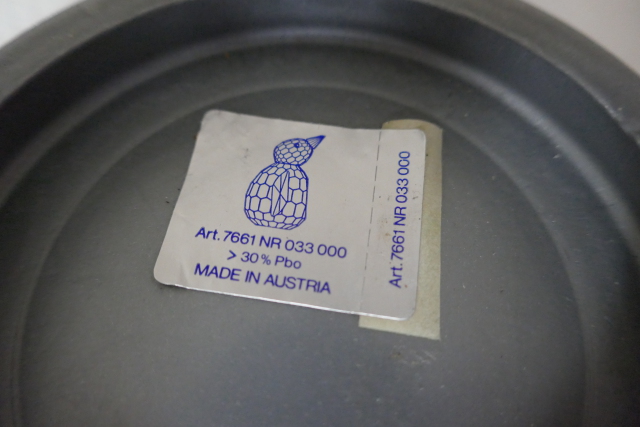 Art. 7661 NR 033 000
> 30 % Pbo
MADE IN AUSTRIA
Art. 7661 NR 033 000